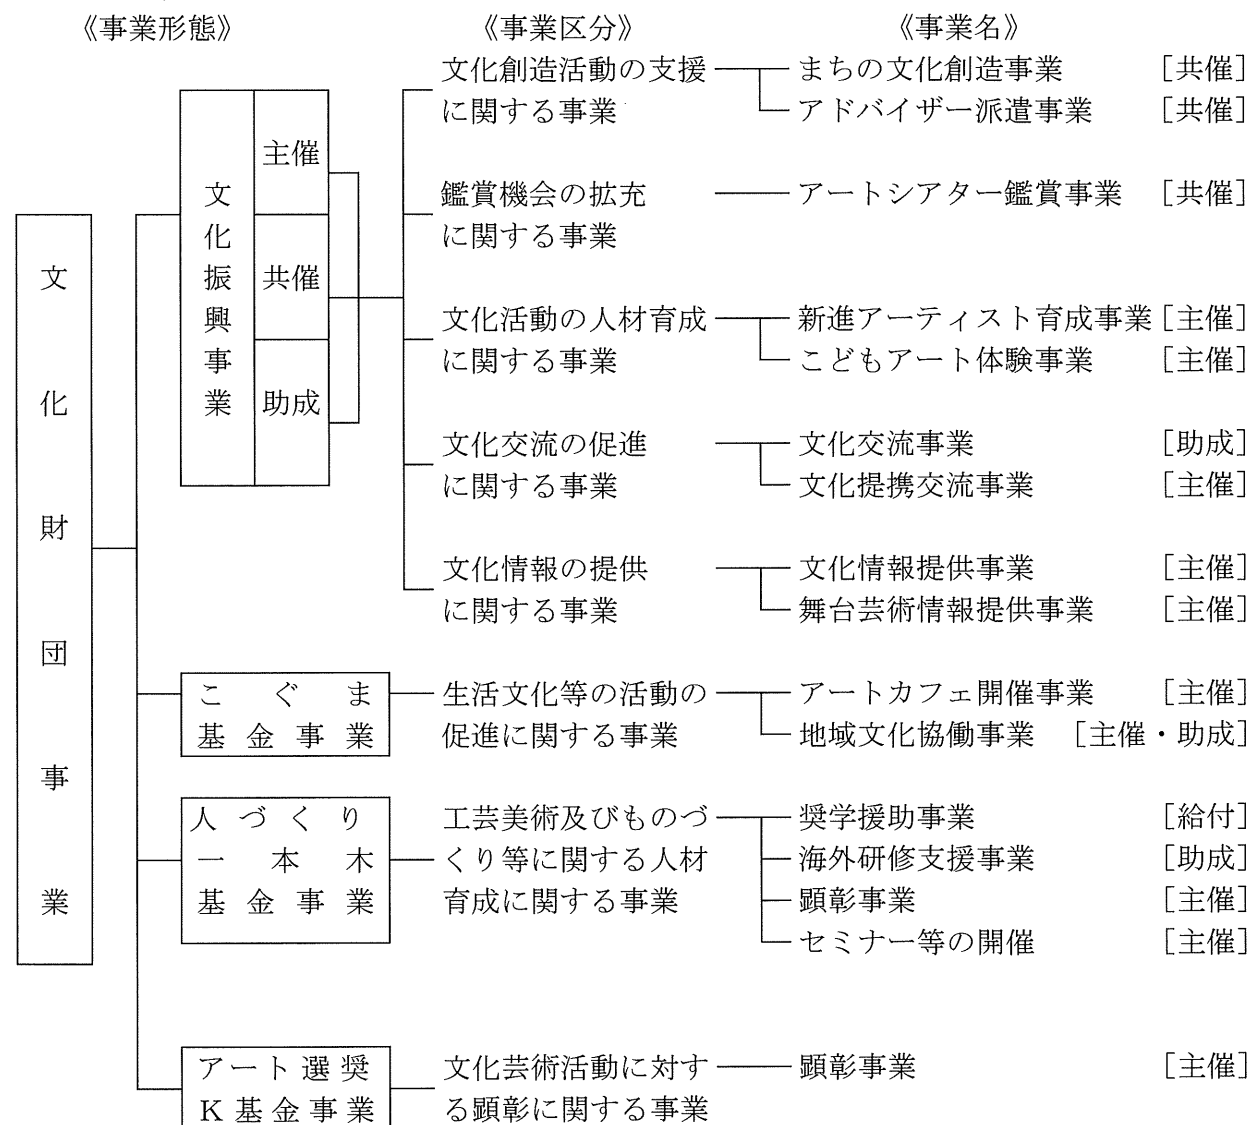 《事業形態》 《事業区分》 《事業名》
文化財団事業
文化振興事業
主催
共催
助成
文化創造活動の支援
に関する事業
まちの文化創造事業 [共催]
アドバイザー派遣事業 [共催]
鑑賞機会の拡充
に関する事業
アートシアター鑑賞事業 [共催]
文化活動の人材育成
に関する事業
新進アーティスト育成事業 [主催]
こどもアート体験事業 [主催]
文化交流の促進
に関する事業
文化交流事業 [助成]
文化提携交流事業 [主催]
文化情報の提供
に関する事業
文化情報提供事業 [主催]
舞台芸術情報提供事業 [主催]
こぐま
基金事業
生活文化等の活動の
促進に関する事業
アートカフェ開催事業 [主催]
地域文化協働事業 [主催・助成]
人づくり
一本木
基金事業
工芸美術及びものづ
くり等に関する人材
育成に関する事業
奨学援助事業 [給付]
海外研修支援事業 [助成]
顕彰事業 [主催]
セミナー等の開催 [主催]
アート選奨
K基金事業
文化芸術活動に対す
る顕彰に関する事業
顕彰事業 [主催]